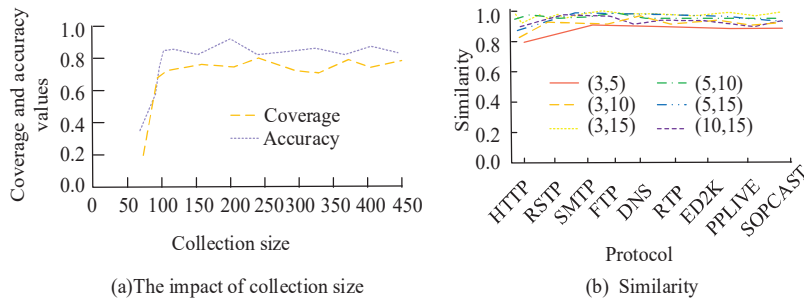 Coverage and accuracy
values
1.0
0.8
0.6
0.4
0.2
0.0
0
50
100
150
200
240
300
350
400
450
Coverage
Accuracy
Collection size
(a)The impact of collection size
Similarity
1.0
0.8
0.6
0.4
0.2
0.0
(3,5)
(3,10)
(3,15)
(5,10)
(5,15)
(10,15)
HTTP
RSTP
SMTP
FTP
DNS
RTP
ED2K
PPLIVE
SOPCAST
Protocol
(b) Similarity